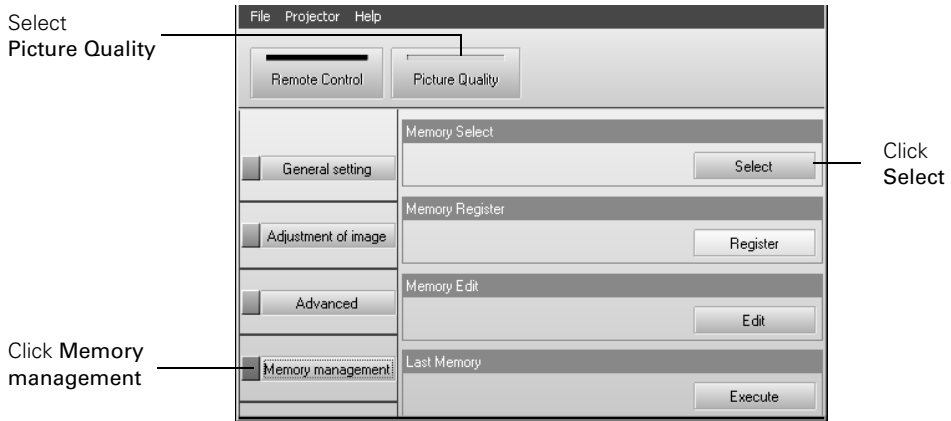 File Projector Help
Select
Picture Quality
Remote Control
Picture Quality
Memory Select
Select
Click
Select
General setting
Memory Register
Register
Adjustment of image
Memory Edit
Edit
Advanced
Click Memory
management
Memory management
Last Memory
Execute